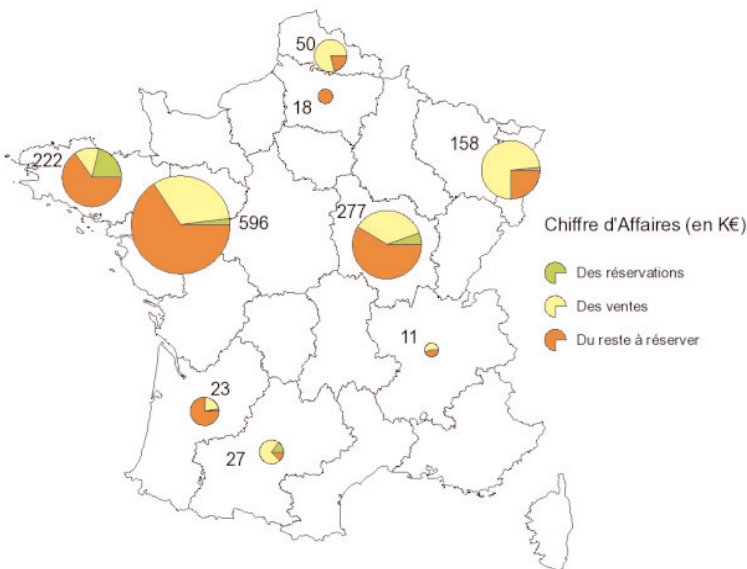 50
18
158
222
596
277
Chiffre d'Affaires (en K€)
Des réservations
Des ventes
Du reste à réserver
11
23
27